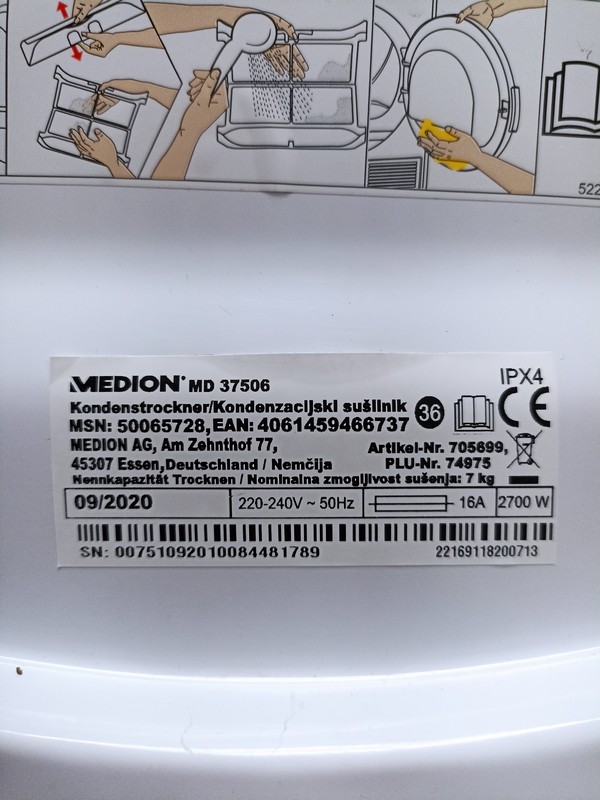 522
MEDION® MD 37506
IPX4
Kondenstrockner/Kondenzacijski sušilnik
36
CE
MSN: 50065728, EAN: 4061459466737
MEDION AG, Am Zehnthof 77,
Artikel-Nr. 705699,
45307 Essen,Deutschland / Nemčija
PLU-Nr. 74975
Nennkapazität Trocknen / Nominalna zmogljivost sušenja: 7 kg
09/2020
220-240V ~ 50Hz
16A
2700 W
SN: 00751092010084481789
22169118200713